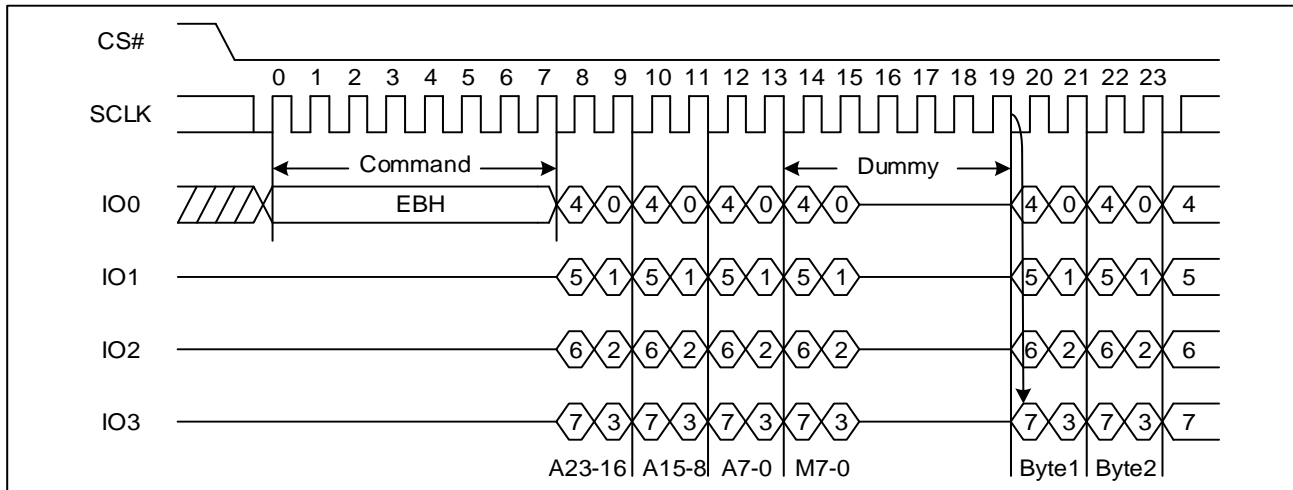 CS#
0 1 2 3 4 5 6 7 8 9 10 11 12 13 14 15 16 17 18 19 20 21 22 23
SCLK
Command Dummy
IO0 EBH 4 0 4 0 4 0 4 0 4 0 4 0 4
IO1 5 1 5 1 5 1 5 1 5 1 5 1 5
IO2 6 2 6 2 6 2 6 2 6 2 6 2 6
IO3 7 3 7 3 7 3 7 3 7 3 7 3 7
A23-16 A15-8 A7-0 M7-0 Byte1 Byte2